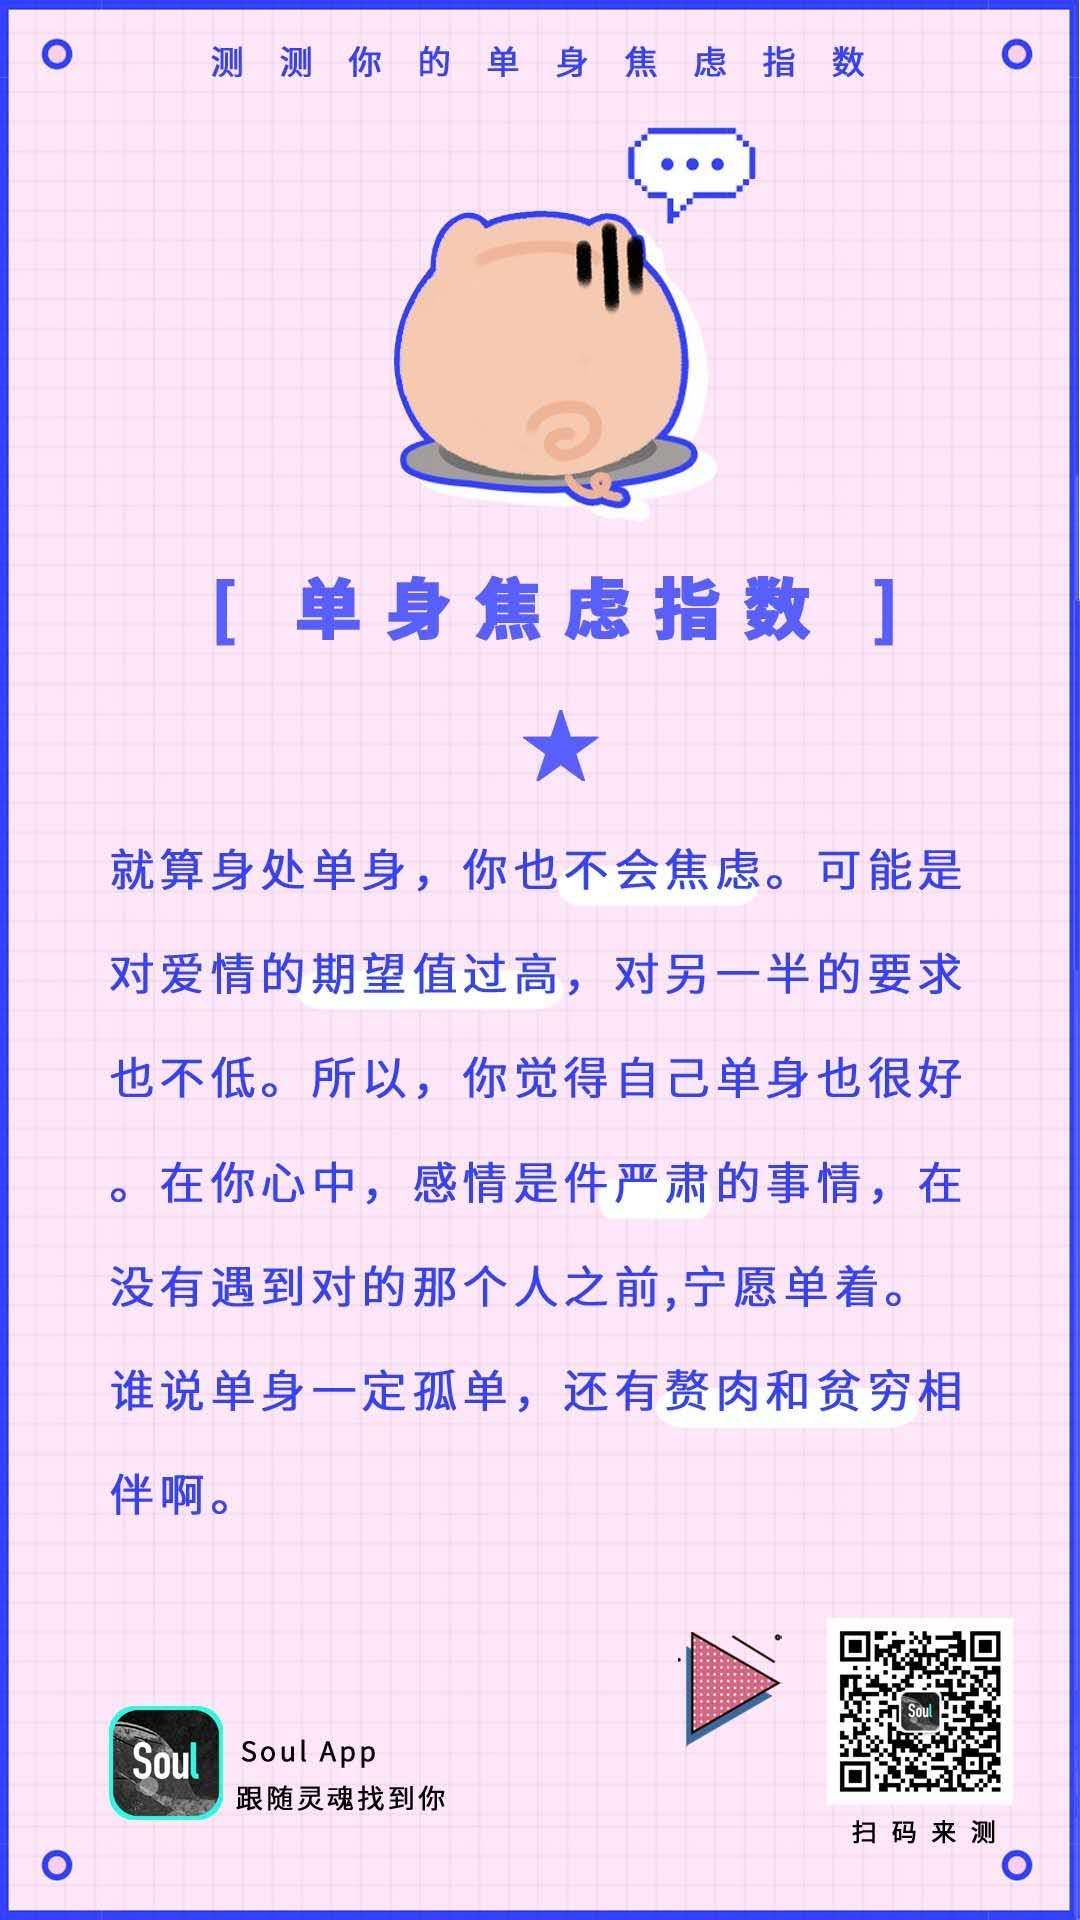 测测你的单身焦虑指数
[ 单身焦虑指数 ]
就算身处单身，你也不会焦虑。可能是
对爱情的期望值过高，对另一半的要求
也不低。所以，你觉得自己单身也很好
。在你心中，感情是件严肃的事情，在
没有遇到对的那个人之前,宁愿单着。
谁说单身一定孤单，还有赘肉和贫穷相
伴啊。
Soul
Soul
Soul App
跟随灵魂找到你
扫码来测